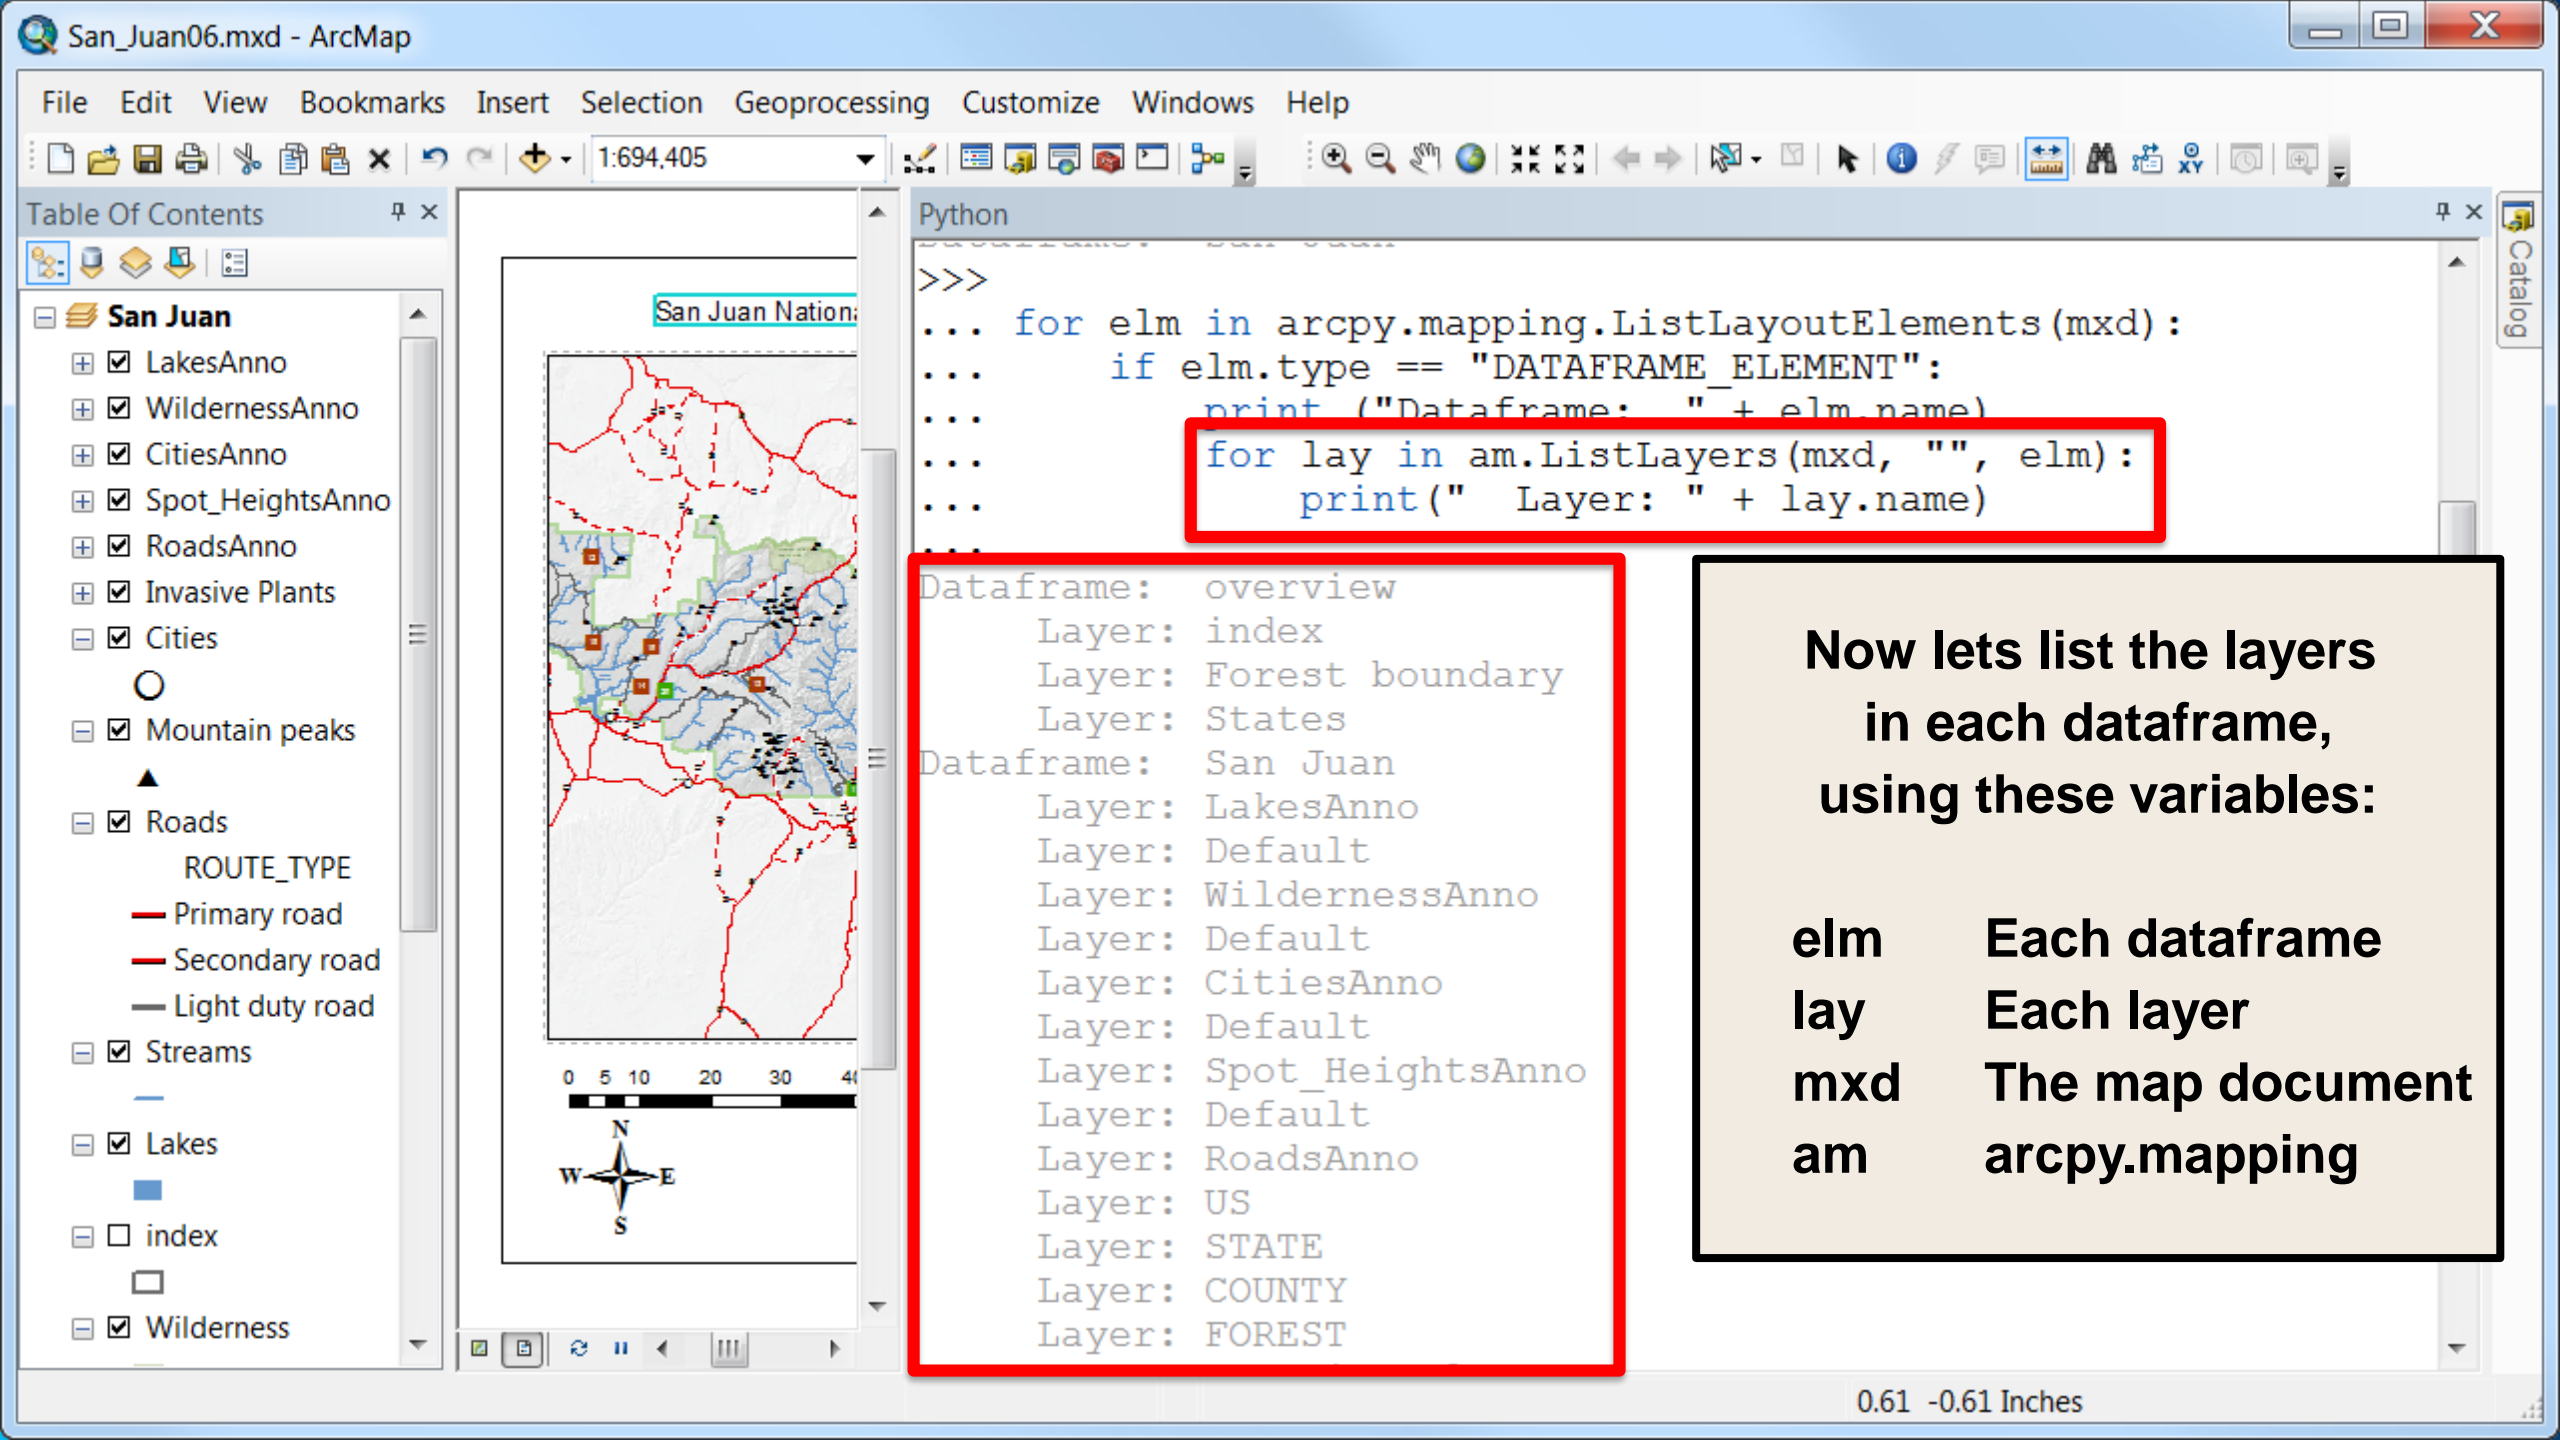 San_Juan06.mxd - ArcMap
File Edit View Bookmarks Insert Selection Geoprocessing Customize Windows Help
1:694,405
Table Of Contents
San Juan
LakesAnno
WildernessAnno
CitiesAnno
Spot_HeightsAnno
RoadsAnno
Invasive Plants
Cities
Mountain peaks
Roads
ROUTE_TYPE
Primary road
Secondary road
Light duty road
Streams
Lakes
index
Wilderness
San Juan Nation
0 5 10 20 30
N
W E
S
Python
Dataframe: San Juan
>>>
... for elm in arcpy.mapping.ListLayoutElements(mxd):
... if elm.type == "DATAFRAME_ELEMENT":
... print ("Dataframe: " + elm.name)
... for lay in am.ListLayers(mxd, "", elm):
... print(" Layer: " + lay.name)
...
Dataframe: overview
Layer: index
Layer: Forest boundary
Layer: States
Dataframe: San Juan
Layer: LakesAnno
Layer: Default
Layer: WildernessAnno
Layer: Default
Layer: CitiesAnno
Layer: Default
Layer: Spot_HeightsAnno
Layer: Default
Layer: RoadsAnno
Layer: US
Layer: STATE
Layer: COUNTY
Layer: FOREST
Now lets list the layers
in each dataframe,
using these variables:
elm Each dataframe
lay Each layer
mxd The map document
am arcpy.mapping
Catalog
0.61 -0.61 Inches